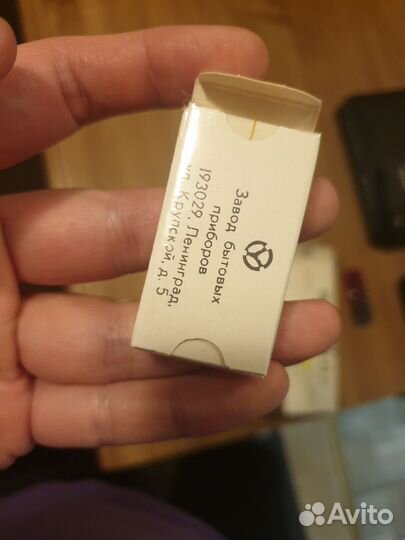 Завод бытовых
приборов
193029, Ленинград,
ул. Крупской, д. 5
Avito